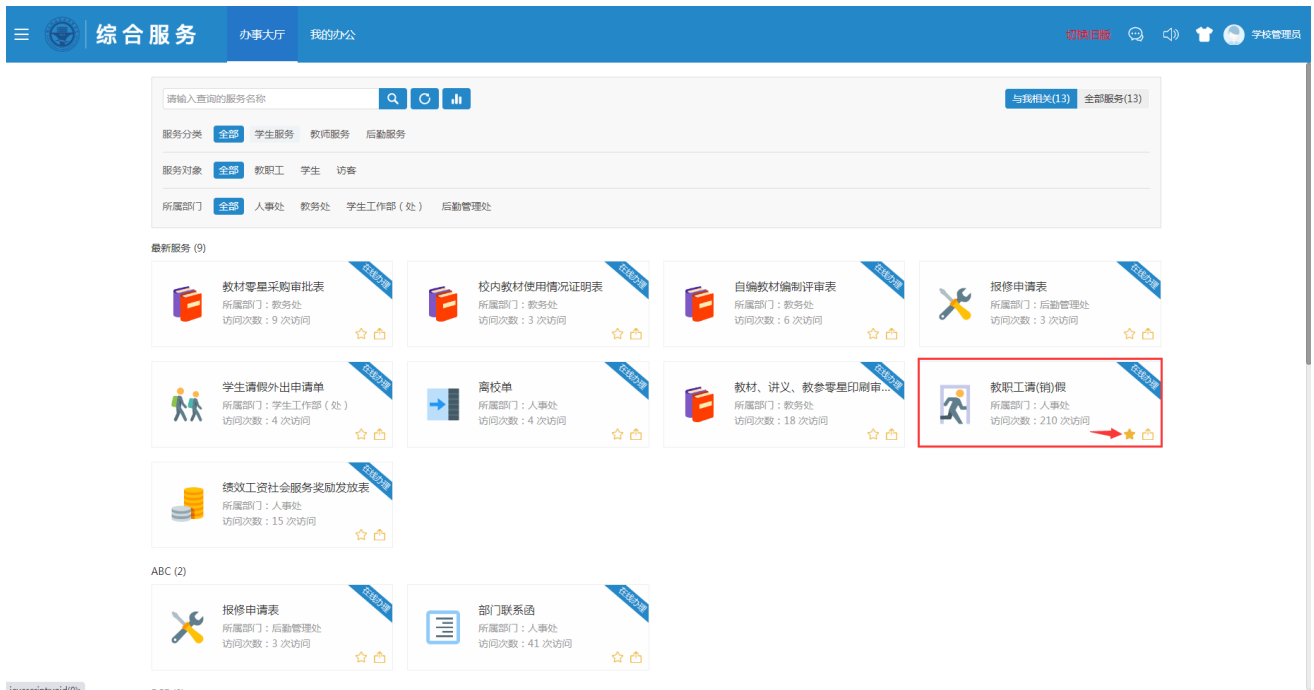 综合服务
办事大厅 我的办公
切换旧版 学校管理员
请输入查询的服务名称
与我相关(13) 全部服务(13)
服务分类 全部 学生服务 教师服务 后勤服务
服务对象 全部 教职工 学生 访客
所属部门 全部 人事处 教务处 学生工作部(处) 后勤管理处
最新服务 (9)
在线办理
教材零星采购审批表
所属部门:教务处
访问次数:9 次访问
在线办理
校内教材使用情况证明表
所属部门:教务处
访问次数:3 次访问
在线办理
自编教材编制评审表
所属部门:教务处
访问次数:6 次访问
在线办理
报修申请表
所属部门:后勤管理处
访问次数:3 次访问
在线办理
学生请假外出申请单
所属部门:学生工作部(处)
访问次数:4 次访问
在线办理
离校单
所属部门:人事处
访问次数:4 次访问
在线办理
教材、讲义、教参零星印刷审...
所属部门:教务处
访问次数:18 次访问
在线办理
教职工请(销)假
所属部门:人事处
访问次数:210 次访问
在线办理
绩效工资社会服务奖励发放表
所属部门:人事处
访问次数:15 次访问
ABC (2)
在线办理
报修申请表
所属部门:后勤管理处
访问次数:3 次访问
在线办理
部门联系函
所属部门:人事处
访问次数:41 次访问